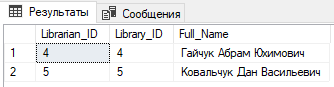 Результаты Сообщения
Librarian_ID Library_ID Full_Name
1 4 4 Гайчук Абрам Юхимович
2 5 5 Ковальчук Дан Васильевич